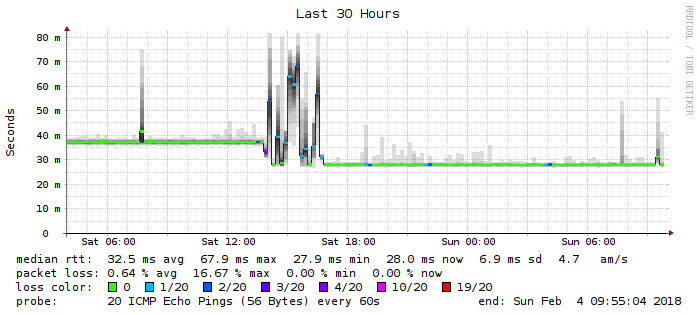 Last 30 Hours
RRDTOOL / TOBI OETIKER
Seconds
80 m
70 m
60 m
50 m
40 m
30 m
20 m
10 m
0
Sat 06:00 Sat 12:00 Sat 18:00 Sun 00:00 Sun 06:00
median rtt: 32.5 ms avg 67.9 ms max 27.9 ms min 28.0 ms now 6.9 ms sd 4.7 am/s
packet loss: 0.64 % avg 16.67 % max 0.00 % min 0.00 % now
loss color: 0 1/20 2/20 3/20 4/20 10/20 19/20
probe: 20 ICMP Echo Pings (56 Bytes) every 60s end: Sun Feb 4 09:55:04 2018